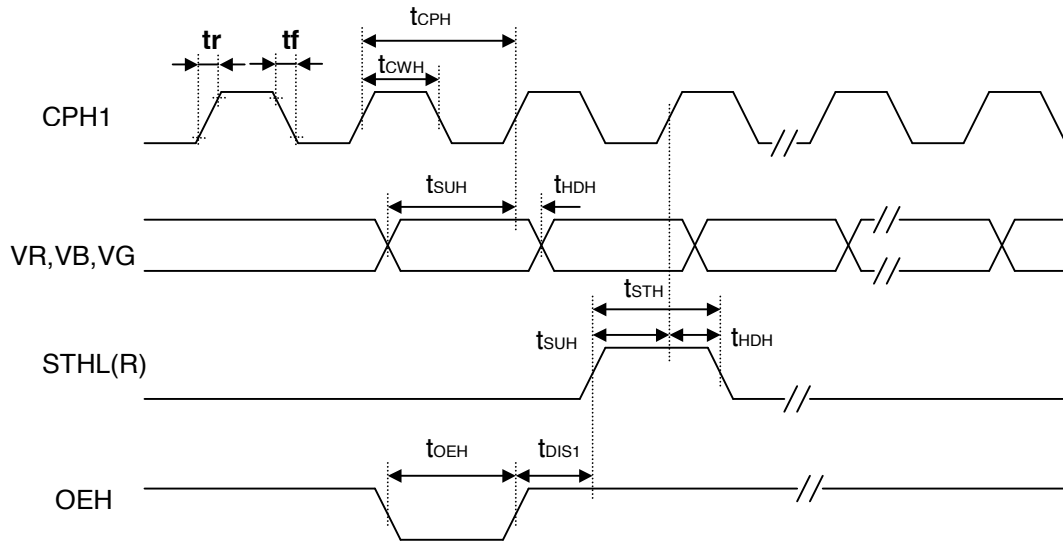 tCPH
tr
tf
tCWH
CPH1
tSUH
tHDH
VR,VB,VG
tSTH
tSUH
tHDH
STHL(R)
tOEH
tDIS1
OEH